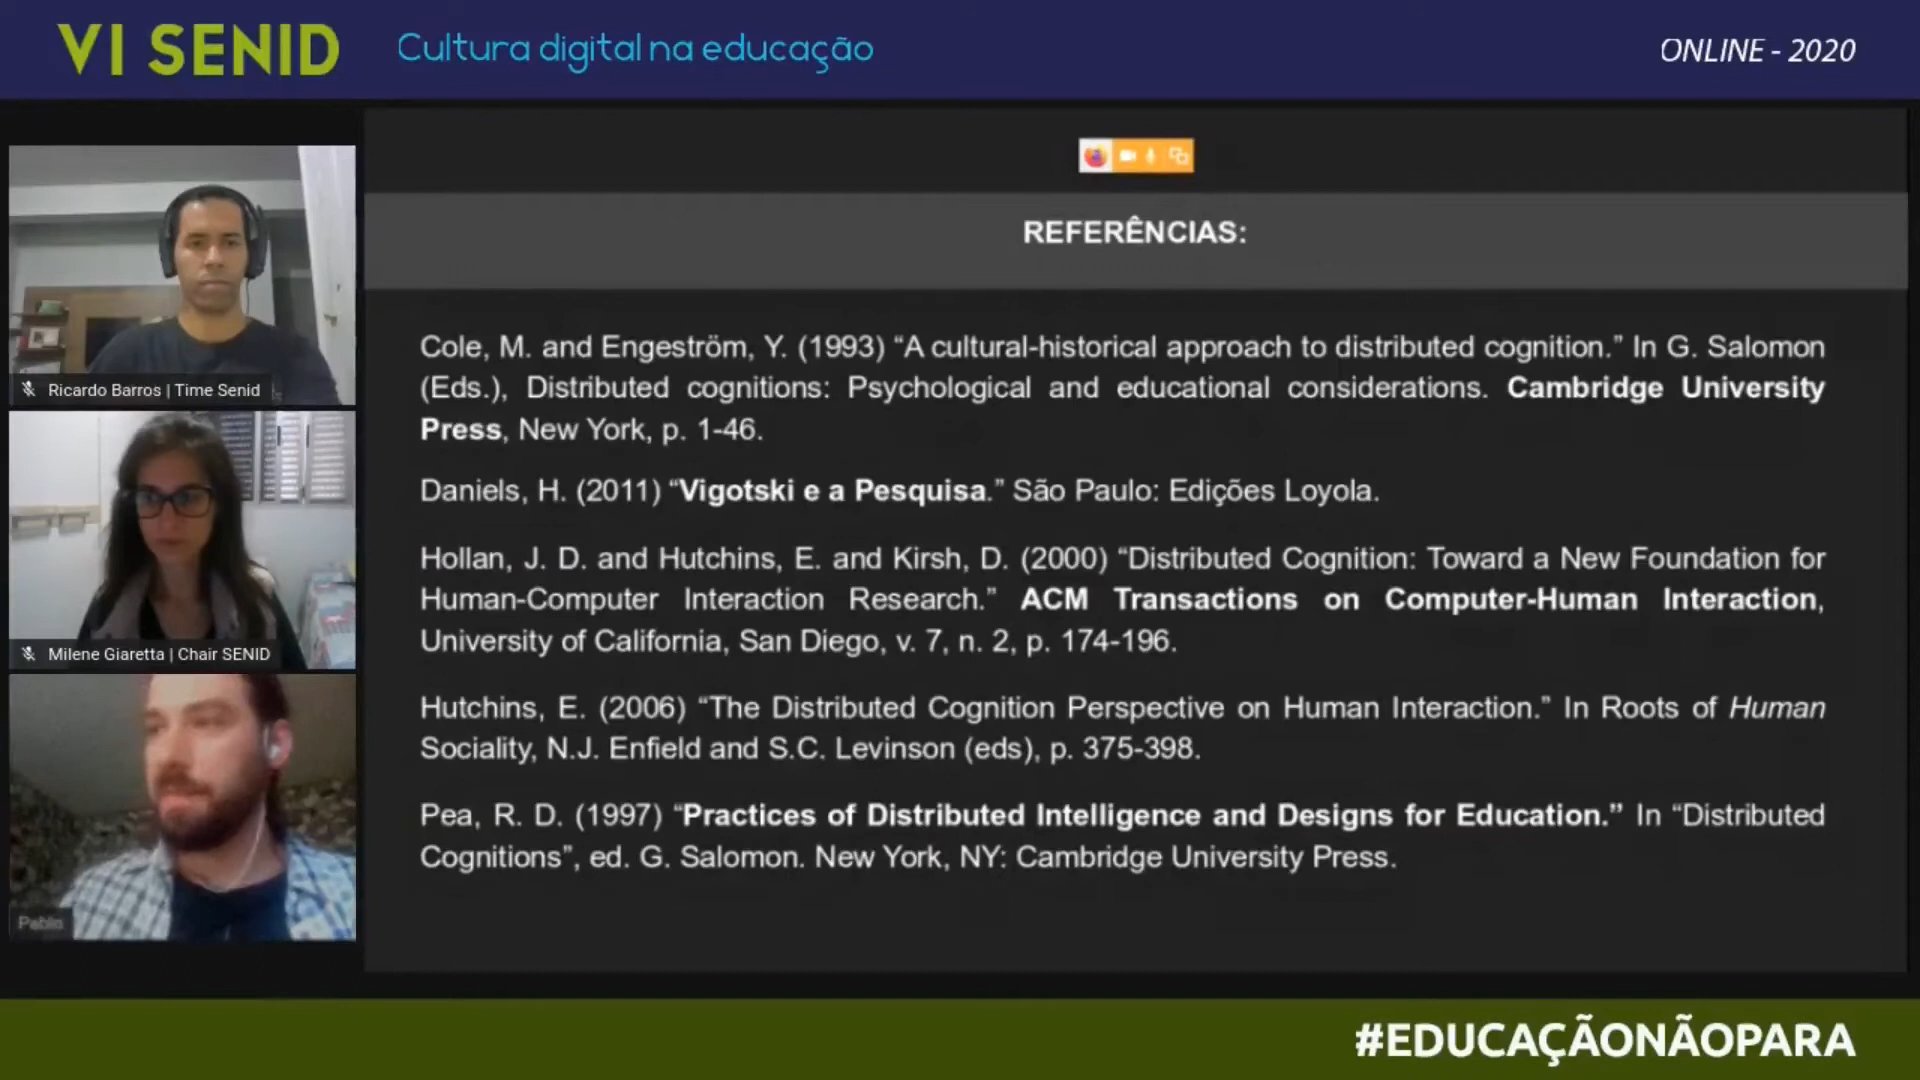 VI SENID
Cultura digital na educação
ONLINE - 2020
Ricardo Barros | Time Senid
Milene Giaretta | Chair SENID
Pablo
REFERÊNCIAS:
Cole, M. and Engeström, Y. (1993) “A cultural-historical approach to distributed cognition.” In G. Salomon
(Eds.), Distributed cognitions: Psychological and educational considerations. Cambridge University
Press, New York, p. 1-46.
Daniels, H. (2011) “Vigotski e a Pesquisa.” São Paulo: Edições Loyola.
Hollan, J. D. and Hutchins, E. and Kirsh, D. (2000) “Distributed Cognition: Toward a New Foundation for
Human-Computer Interaction Research.” ACM Transactions on Computer-Human Interaction,
University of California, San Diego, v. 7, n. 2, p. 174-196.
Hutchins, E. (2006) “The Distributed Cognition Perspective on Human Interaction.” In Roots of Human
Sociality, N.J. Enfield and S.C. Levinson (eds), p. 375-398.
Pea, R. D. (1997) “Practices of Distributed Intelligence and Designs for Education.” In “Distributed
Cognitions”, ed. G. Salomon. New York, NY: Cambridge University Press.
#EDUCAÇÃONÃOPARA